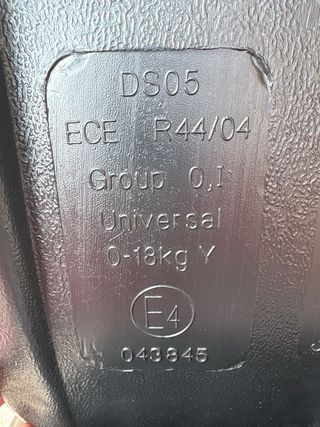 DS05
ECE R44/04
Group 0,I
Universal
0-18kg Y
E4
043845